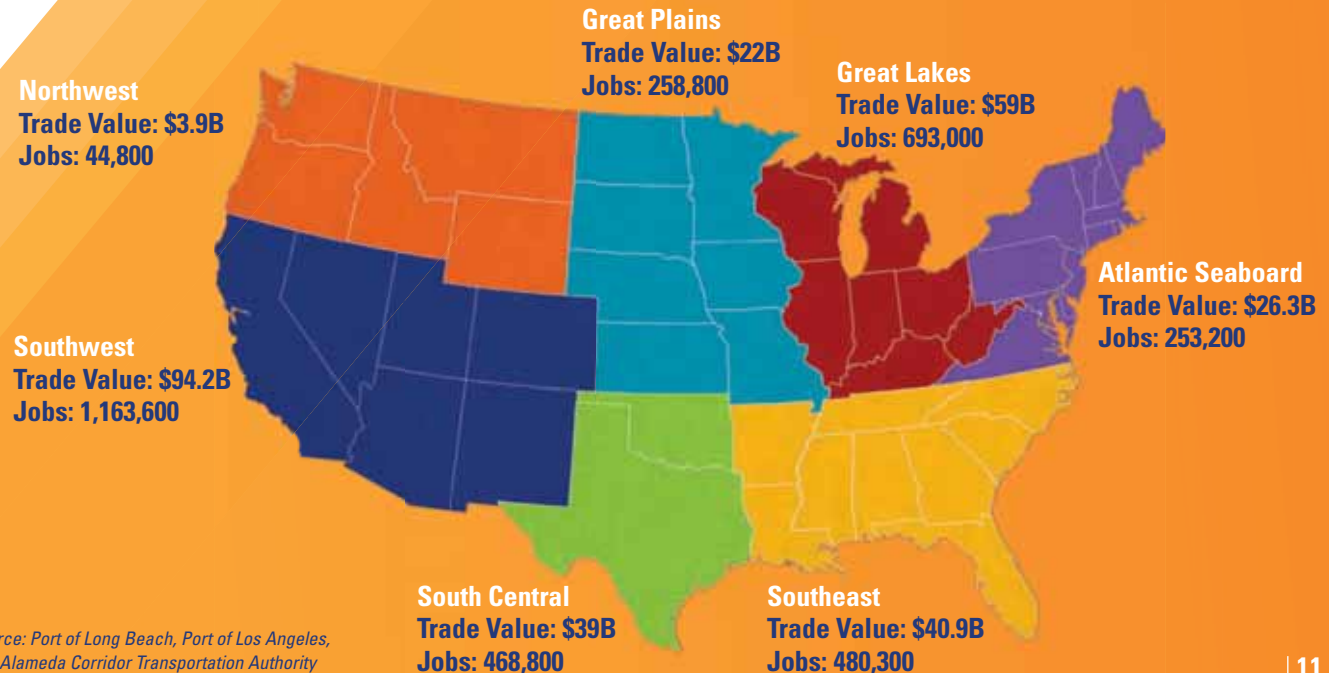 Great Plains
Trade Value: $22B
Jobs: 258,800
Great Lakes
Trade Value: $59B
Jobs: 693,000
Northwest
Trade Value: $3.9B
Jobs: 44,800
Atlantic Seaboard
Trade Value: $26.3B
Jobs: 253,200
Southwest
Trade Value: $94.2B
Jobs: 1,163,600
South Central
Trade Value: $39B
Jobs: 468,800
Southeast
Trade Value: $40.9B
Jobs: 480,300
rce: Port of Long Beach, Port of Los Angeles,
Alameda Corridor Transportation Authority
| 11